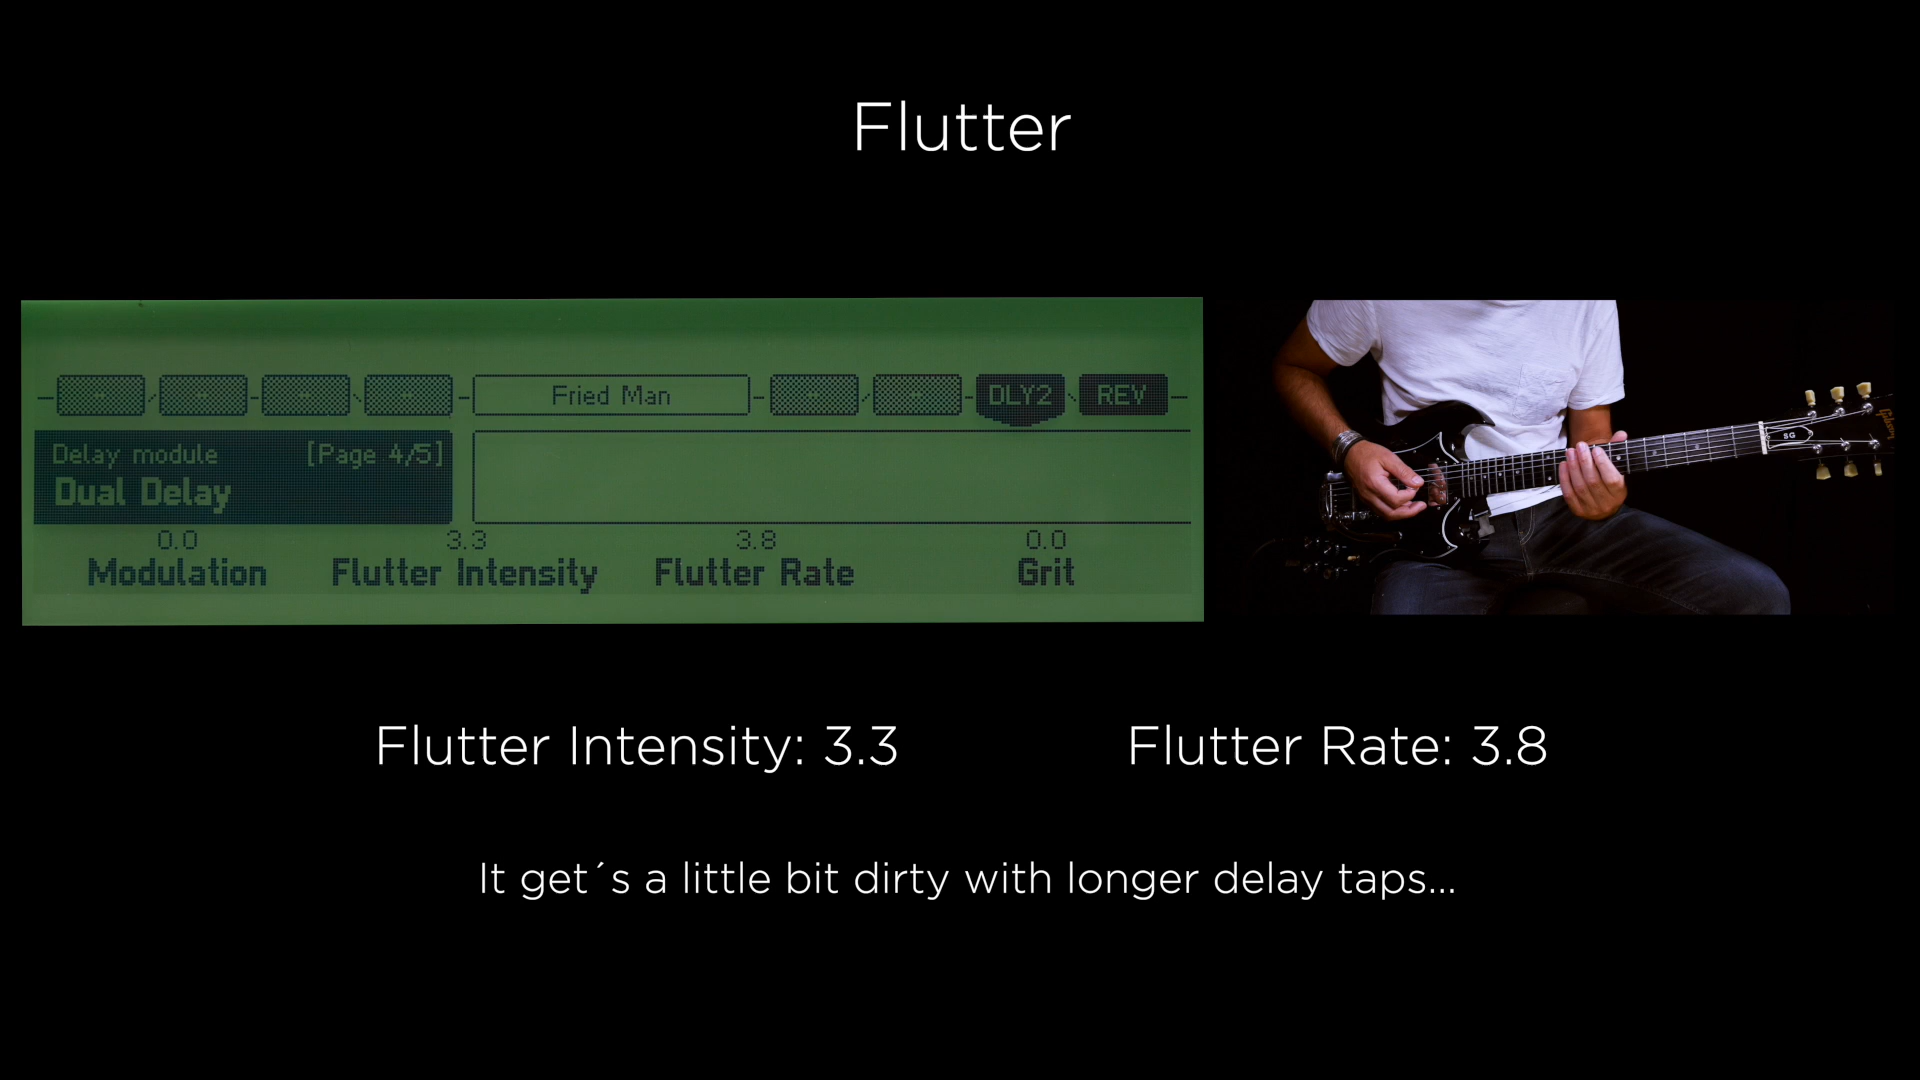 Flutter
Fried Man
DLY2
REV
Delay module [Page 4/5]
Dual Delay
0.0 3.3 3.8 0.0
Modulation Flutter Intensity Flutter Rate Grit
SG
Gibson
Flutter Intensity: 3.3 Flutter Rate: 3.8
It get´s a little bit dirty with longer delay taps...